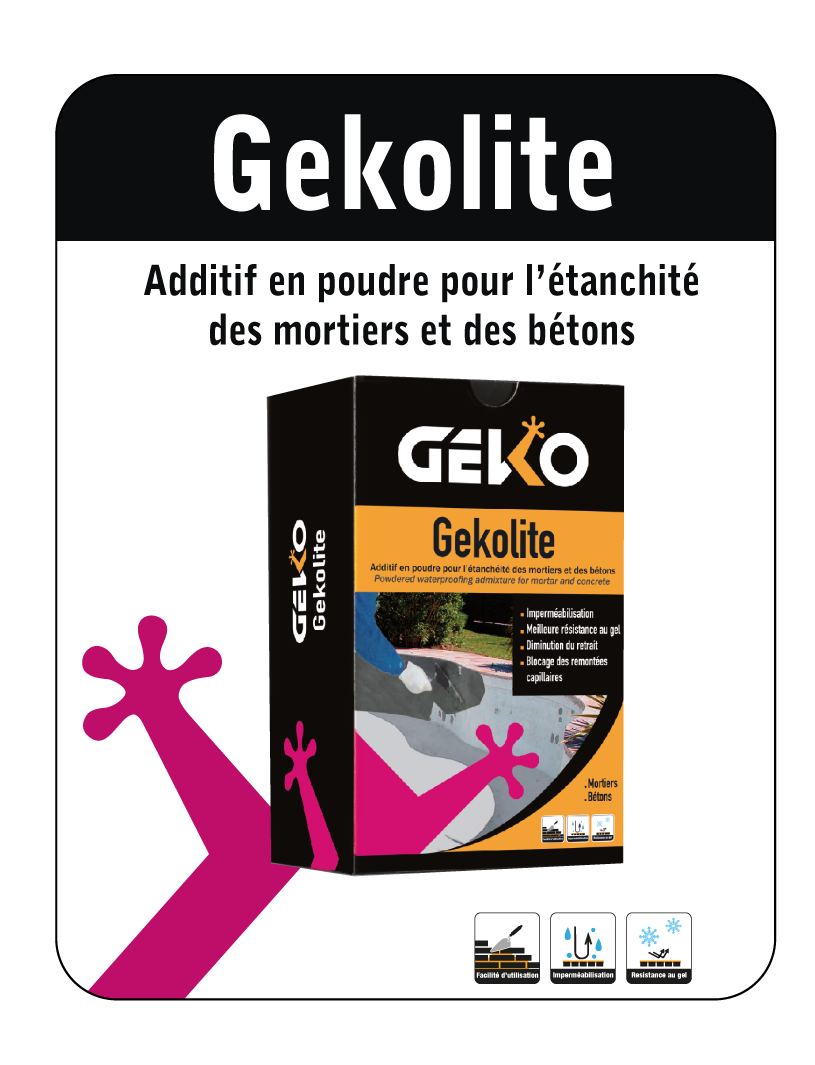 Gekolite
Additif en poudre pour l’étanchité
des mortiers et des bétons
GEKO
Gekolite
Additif en poudre pour l'étanchéité des mortiers et des bétons
Powdered waterproofing admixture for mortar and concrete
Imperméabilisation
Meilleure résistance au gel
Diminution du retrait
Blocage des remontées
capillaires
.Mortiers
.Bétons
GEKO
Gekolite
Facilité d'utilisation
Imperméabilisation
Resistance au gel